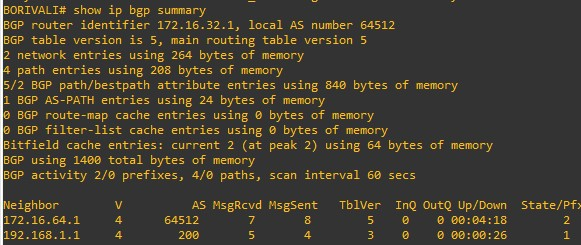 BORIVALI# show ip bgp summary
BGP router identifier 172.16.32.1, local AS number 64512
BGP table version is 5, main routing table version 5
2 network entries using 264 bytes of memory
4 path entries using 208 bytes of memory
5/2 BGP path/bestpath attribute entries using 840 bytes of memory
1 BGP AS-PATH entries using 24 bytes of memory
0 BGP route-map cache entries using 0 bytes of memory
0 BGP filter-list cache entries using 0 bytes of memory
Bitfield cache entries: current 2 (at peak 2) using 64 bytes of memory
BGP using 1400 total bytes of memory
BGP activity 2/0 prefixes, 4/0 paths, scan interval 60 secs
Neighbor V AS MsgRcvd MsgSent TblVer InQ OutQ Up/Down State/Pfx
172.16.64.1 4 64512 7 8 5 0 0 00:04:18 2
192.168.1.1 4 200 5 4 3 0 0 00:00:26 1